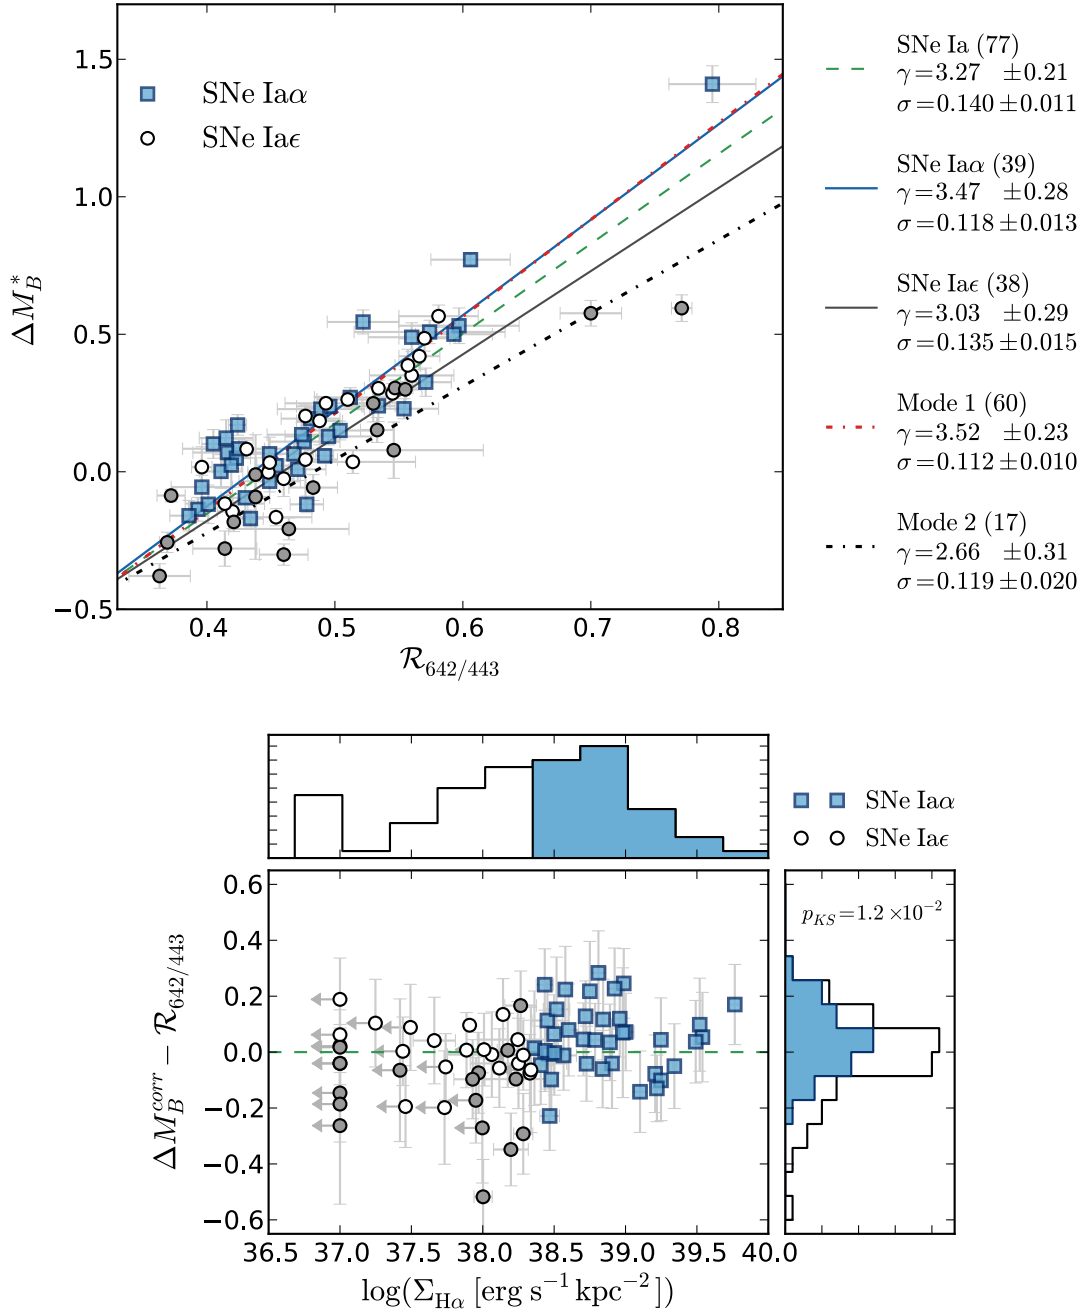 SNe Iaα
SNe Iaϵ
1.5
1.0
0.5
0.0
−0.5
ΔM*B
0.4 0.5 0.6 0.7 0.8
R642/443
SNe Ia (77)
γ=3.27 ±0.21
σ=0.140±0.011
SNe Iaα (39)
γ=3.47 ±0.28
σ=0.118±0.013
SNe Iaϵ (38)
γ=3.03 ±0.29
σ=0.135±0.015
Mode 1 (60)
γ=3.52 ±0.23
σ=0.112±0.010
Mode 2 (17)
γ=2.66 ±0.31
σ=0.119±0.020
SNe Iaα
SNe Iaϵ
pKS=1.2×10−2
0.6
0.4
0.2
0.0
−0.2
−0.4
−0.6
ΔMBcorr − R642/443
36.5 37.0 37.5 38.0 38.5 39.0 39.5 40.0
log(ΣHα [erg s−1 kpc−2])